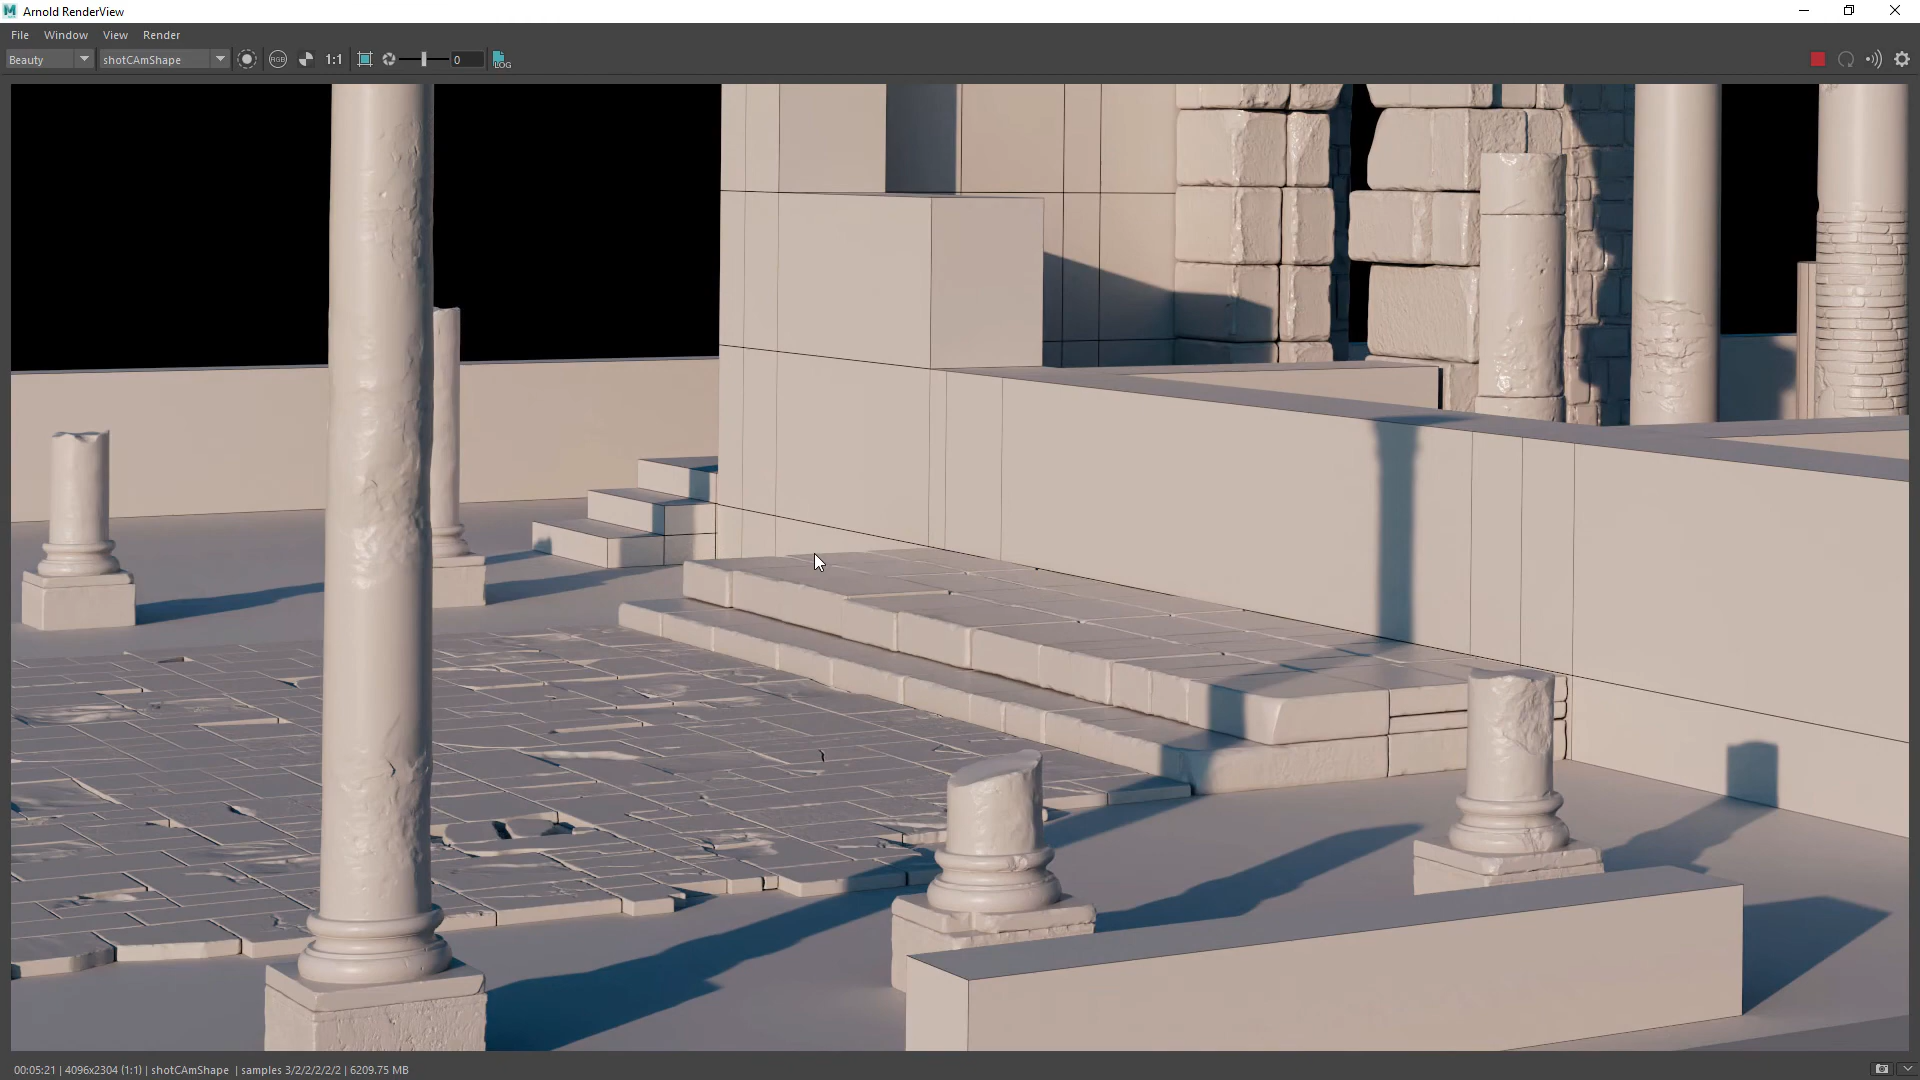 Arnold RenderView
File Window View Render
Beauty shotCAmShape RGB 1:1 0 LOG
00:05:21 | 4096x2304 (1:1) | shotCAmShape | samples 3/2/2/2/2/2 | 6209.75 MB